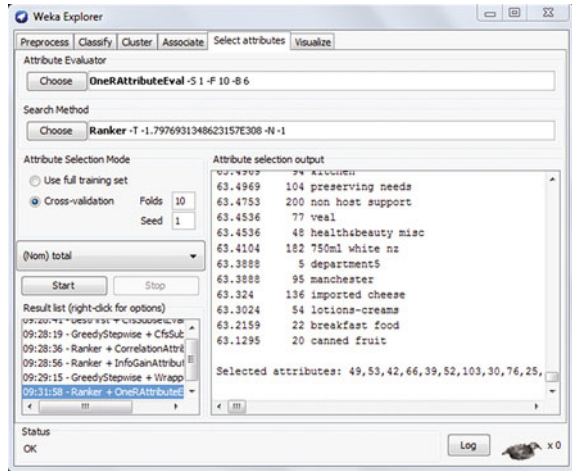 Weka Explorer
Preprocess Classify Cluster Associate Select attributes Visualize
Attribute Evaluator
Choose OneRAttributeEval -S 1 -F 10 -B 6
Search Method
Choose Ranker -T -1.7976931348623157E308 -N -1
Attribute Selection Mode
Use full training set
Cross-validation Folds 10
Seed 1
(Nom) total
Start Stop
Result list (right-click for options)
09:28:19 - GreedyStepwise + CfsSub
09:28:36 - Ranker + CorrelationAttrib
09:28:56 - Ranker + InfoGainAttribut
09:29:15 - GreedyStepwise + Wrapp
09:31:58 - Ranker + OneRAttributeE
Attribute selection output
63.4969 94 kitchen
63.4969 104 preserving needs
63.4753 200 non host support
63.4536 77 veal
63.4536 48 health&beauty misc
63.4104 182 750ml white nz
63.3888 5 department5
63.3888 95 manchester
63.324 136 imported cheese
63.3024 54 lotions-creams
63.2159 22 breakfast food
63.1295 20 canned fruit
Selected attributes: 49,53,42,66,39,52,103,30,76,25,
Status
OK
Log x 0